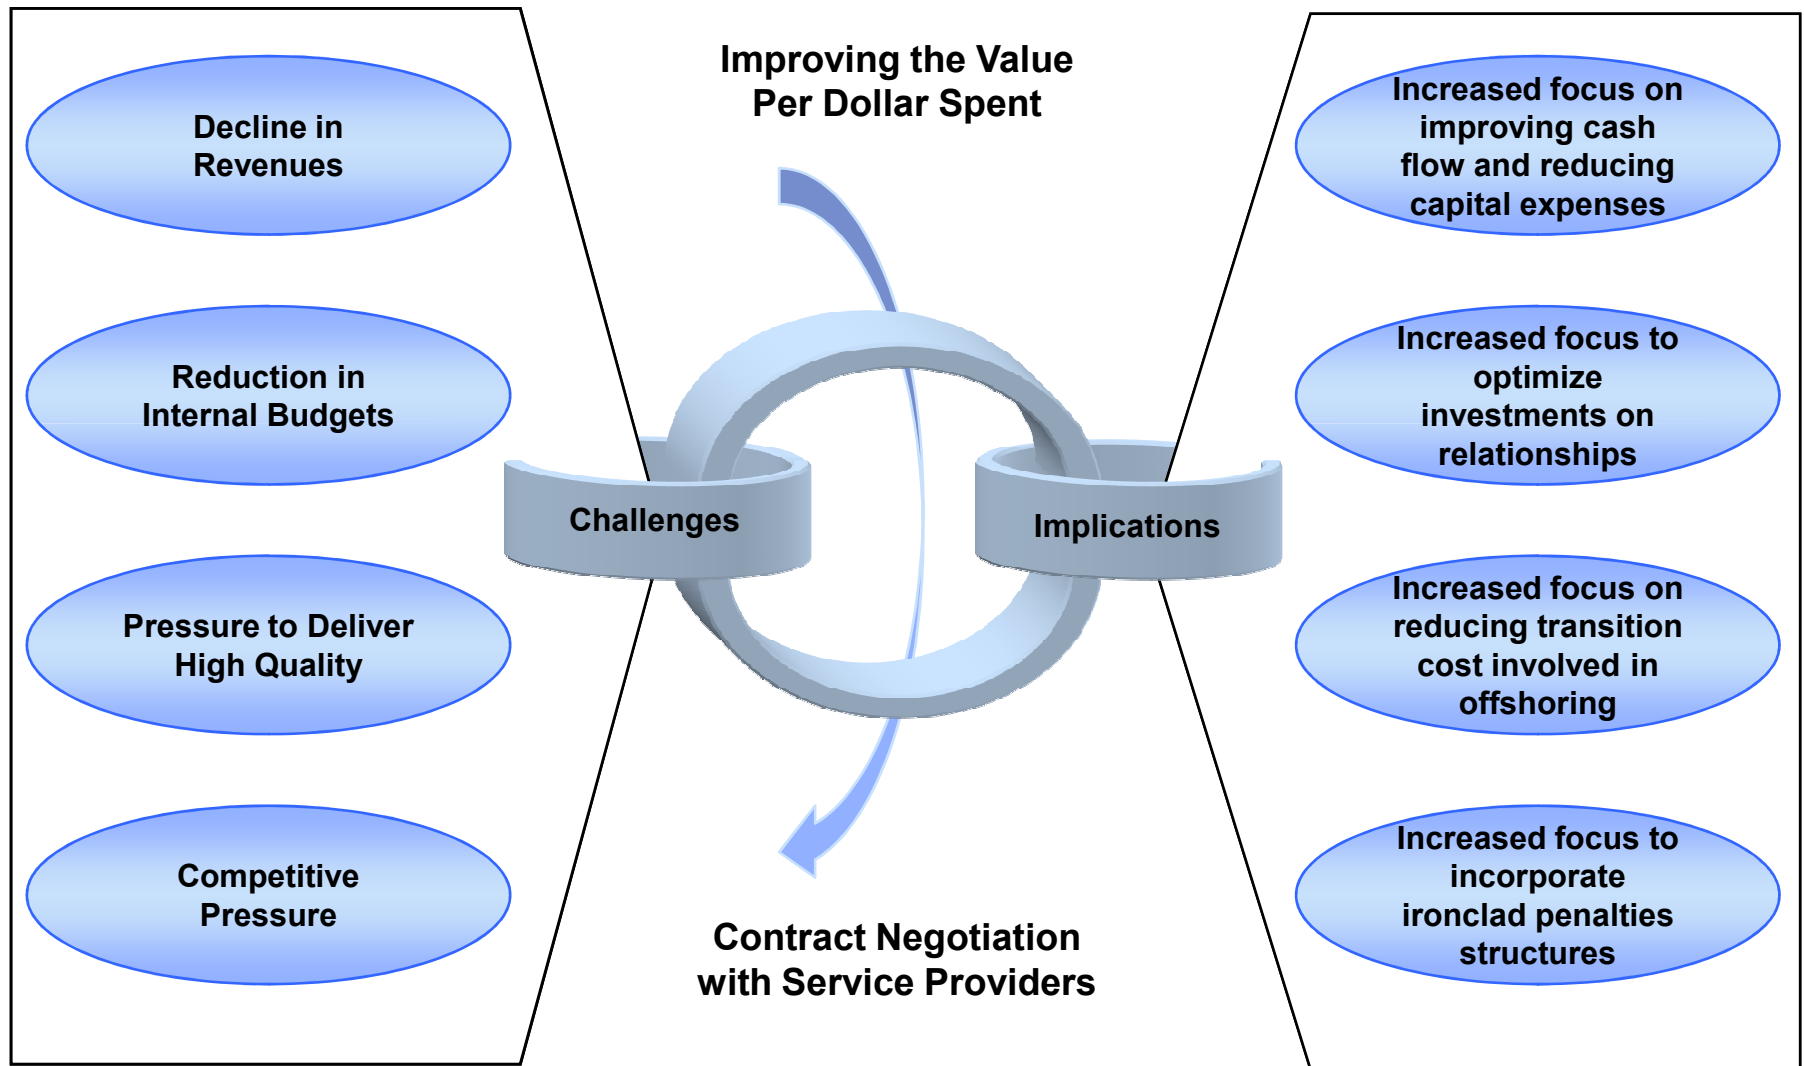 Decline in
Revenues
Reduction in
Internal Budgets
Pressure to Deliver
High Quality
Competitive
Pressure
Improving the Value
Per Dollar Spent
Challenges
Implications
Contract Negotiation
with Service Providers
Increased focus on
improving cash
flow and reducing
capital expenses
Increased focus to
optimize
investments on
relationships
Increased focus on
reducing transition
cost involved in
offshoring
Increased focus to
incorporate
ironclad penalties
structures